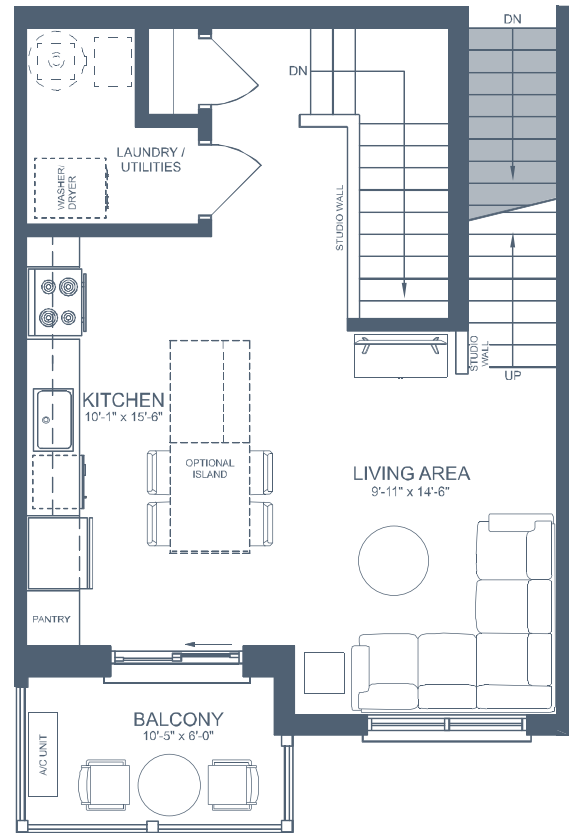 DN
DN
LAUNDRY /
UTILITIES
WASHER/
DRYER
STUDIO WALL
STUDIO
WALL
UP
KITCHEN
10'-1" x 15'-6"
OPTIONAL
ISLAND
LIVING AREA
9'-11" x 14'-6"
PANTRY
BALCONY
10'-5" x 6'-0"
A/C UNIT